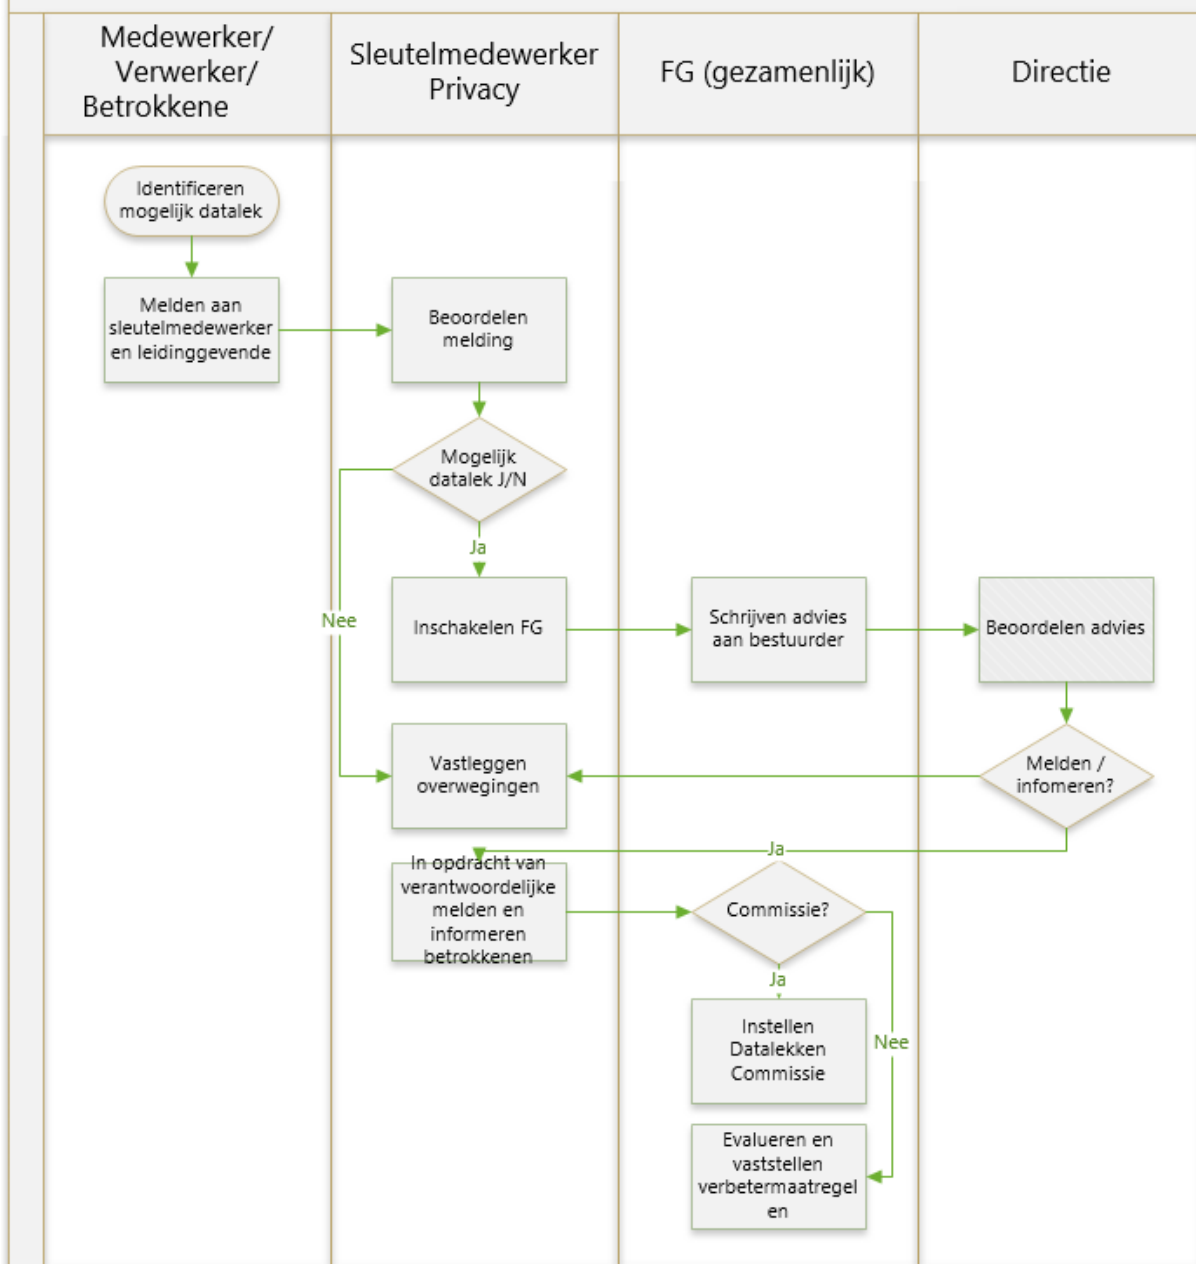 Medewerker/
Verwerker/
Betrokkene
Sleutelmedewerker
Privacy
FG (gezamenlijk)
Directie
Identificeren
mogelijk datalek
Melden aan
sleutelmedewerker
en leidinggevende
Beoordelen
melding
Mogelijk
datalek J/N
Ja
Nee
Inschakelen FG
Schrijven advies
aan bestuurder
Beoordelen advies
Vastleggen
overwegingen
Melden /
infomeren?
Ja
In opdracht van
verantwoordelijke
melden en
informeren
betrokkenen
Commissie?
Ja
Nee
Instellen
Datalekken
Commissie
Evalueren en
vaststellen
verbetermaatregel
en